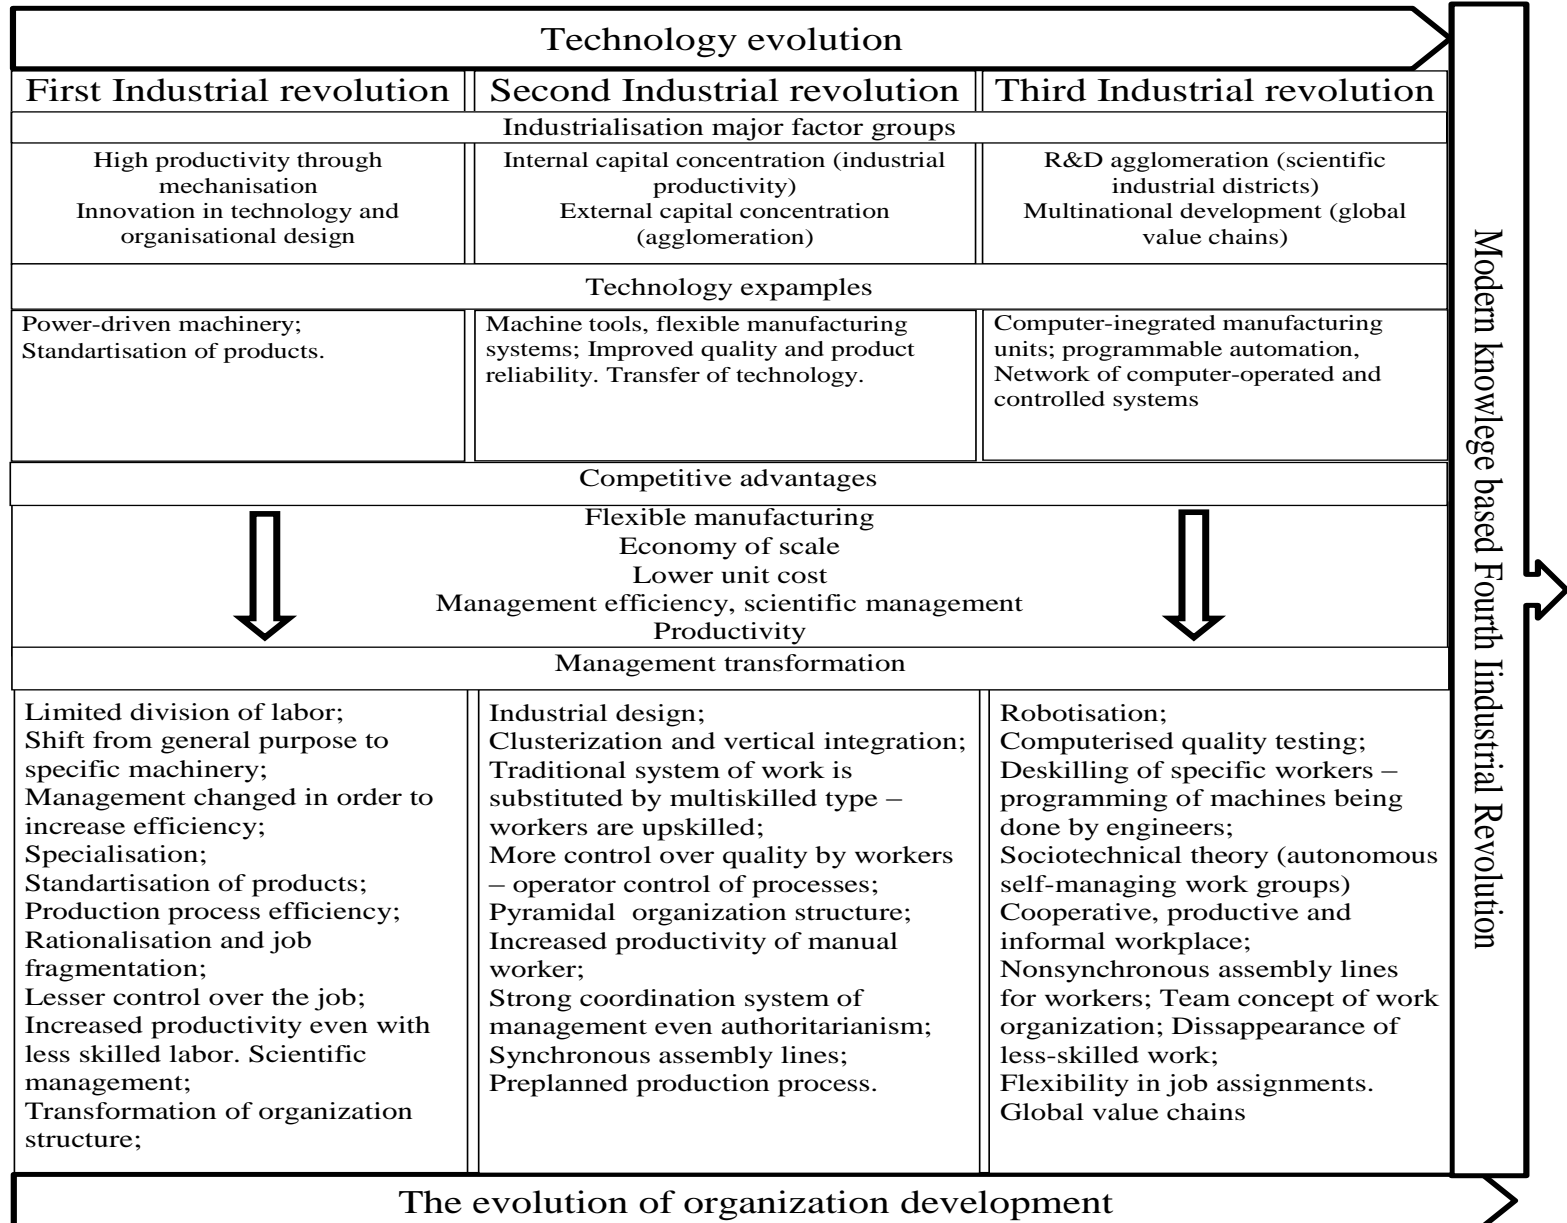 Technology evolution
First Industrial revolution
Second Industrial revolution
Third Industrial revolution
Industrialisation major factor groups
High productivity through
mechanisation
Innovation in technology and
organisational design
Internal capital concentration (industrial
productivity)
External capital concentration
(agglomeration)
R&D agglomeration (scientific
industrial districts)
Multinational development (global
value chains)
Technology expamples
Power-driven machinery;
Standartisation of products.
Machine tools, flexible manufacturing
systems; Improved quality and product
reliability. Transfer of technology.
Computer-inegrated manufacturing
units; programmable automation,
Network of computer-operated and
controlled systems
Competitive advantages
Flexible manufacturing
Economy of scale
Lower unit cost
Management efficiency, scientific management
Productivity
Management transformation
Limited division of labor;
Shift from general purpose to
specific machinery;
Management changed in order to
increase efficiency;
Specialisation;
Standartisation of products;
Production process efficiency;
Rationalisation and job
fragmentation;
Lesser control over the job;
Increased productivity even with
less skilled labor. Scientific
management;
Transformation of organization
structure;
Industrial design;
Clusterization and vertical integration;
Traditional system of work is
substituted by multiskilled type –
workers are upskilled;
More control over quality by workers
– operator control of processes;
Pyramidal organization structure;
Increased productivity of manual
worker;
Strong coordination system of
management even authoritarianism;
Synchronous assembly lines;
Preplanned production process.
Robotisation;
Computerised quality testing;
Deskilling of specific workers –
programming of machines being
done by engineers;
Sociotechnical theory (autonomous
self-managing work groups)
Cooperative, productive and
informal workplace;
Nonsynchronous assembly lines
for workers; Team concept of work
organization; Dissappearance of
less-skilled work;
Flexibility in job assignments.
Global value chains
The evolution of organization development
Modern knowlege based Fourth Iindustrial Revolution